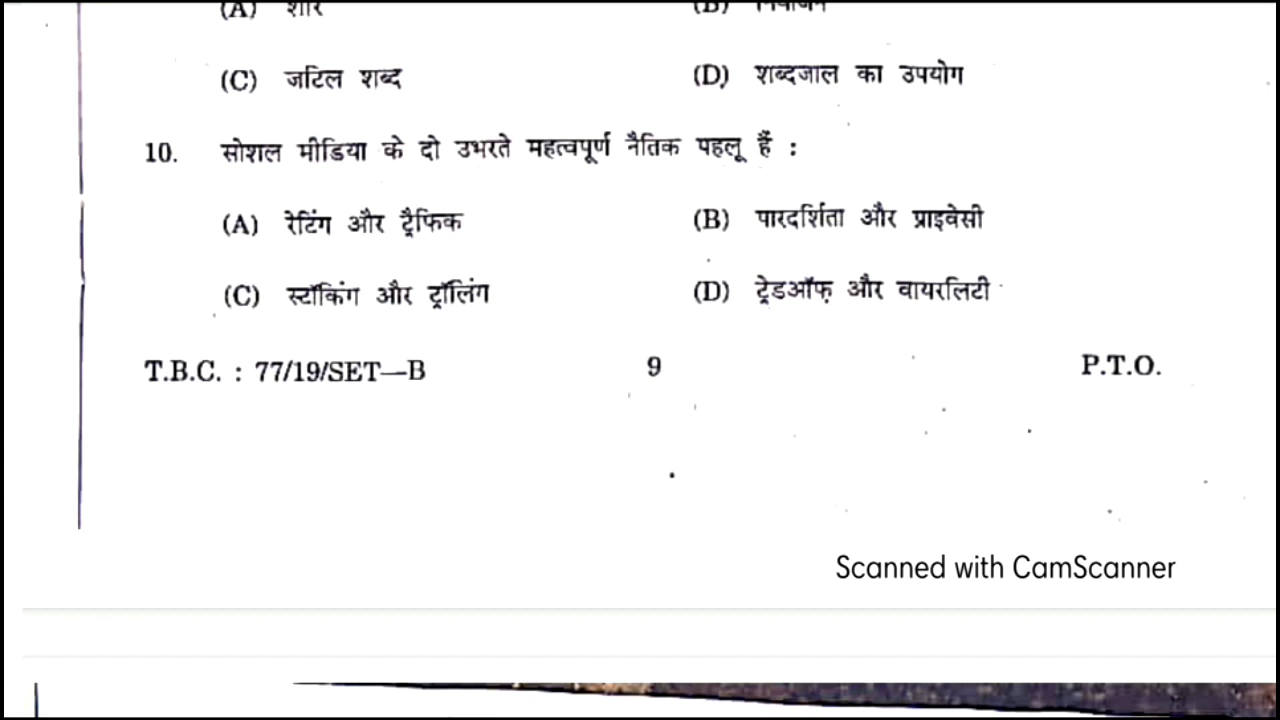 (A) शोर (B) नियोजन
(C) जटिल शब्द (D) शब्दजाल का उपयोग
10. सोशल मीडिया के दो उभरते महत्वपूर्ण नैतिक पहलू हैं :
(A) रेटिंग और ट्रैफिक (B) पारदर्शिता और प्राइवेसी
(C) स्टॉकिंग और ट्रॉलिंग (D) ट्रेडऑफ़ और वायरलिटी
T.B.C. : 77/19/SET—B 9 P.T.O.
Scanned with CamScanner